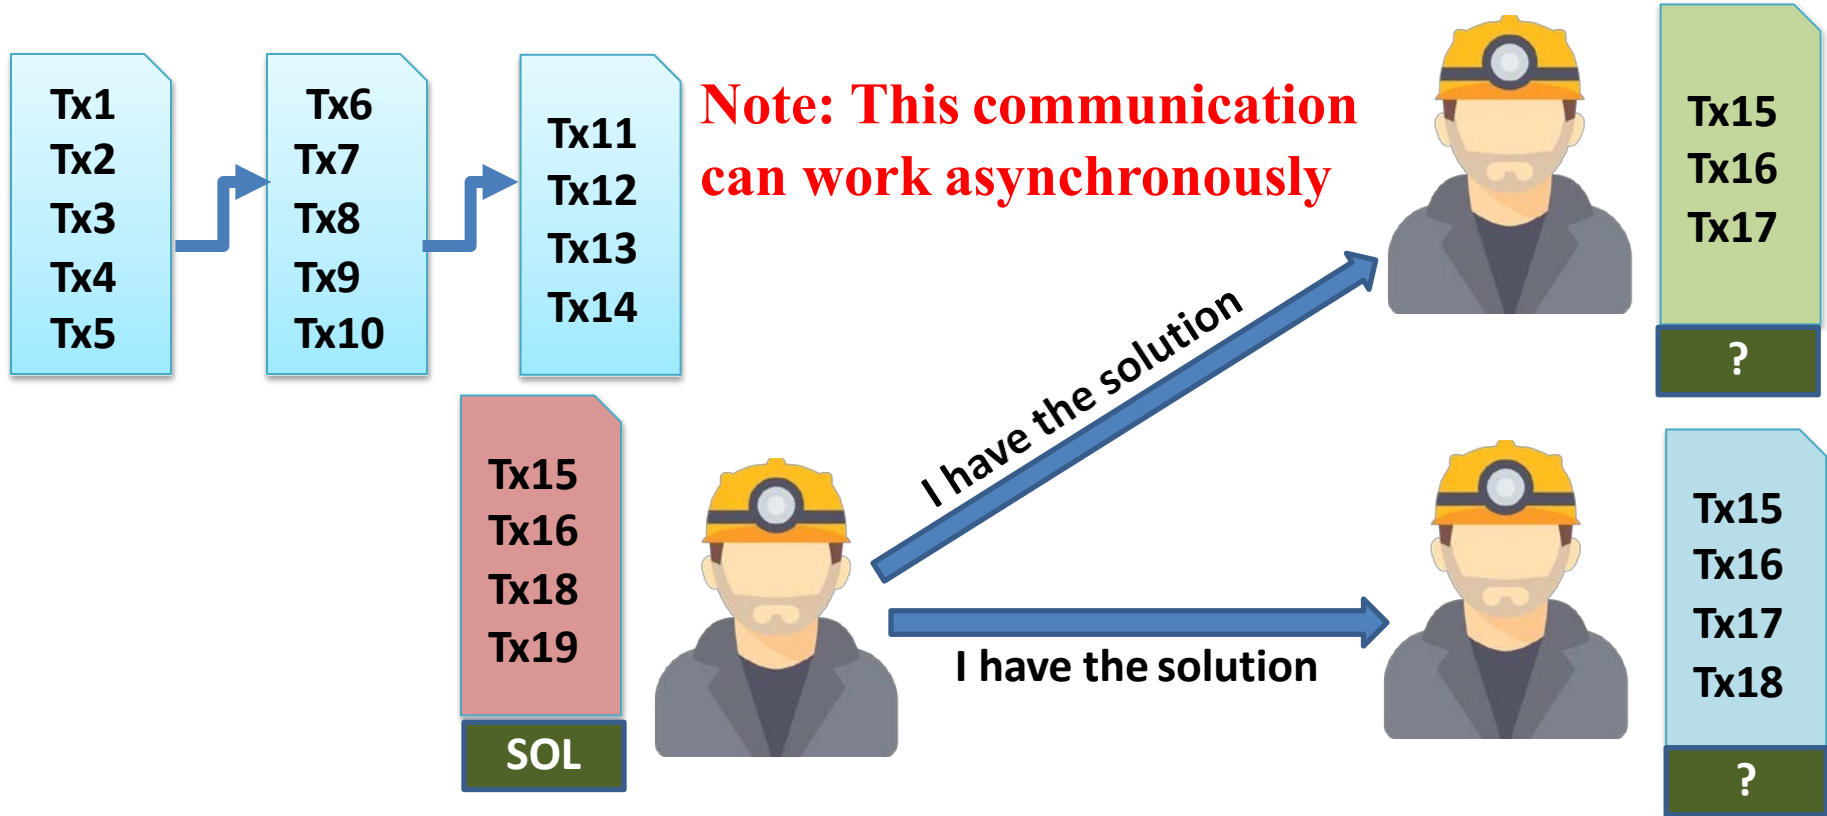 Tx1
Tx2
Tx3
Tx4
Tx5
Tx6
Tx7
Tx8
Tx9
Tx10
Tx11
Tx12
Tx13
Tx14
Note: This communication
can work asynchronously
Tx15
Tx16
Tx17
?
I have the solution
Tx15
Tx16
Tx18
Tx19
SOL
I have the solution
Tx15
Tx16
Tx17
Tx18
?